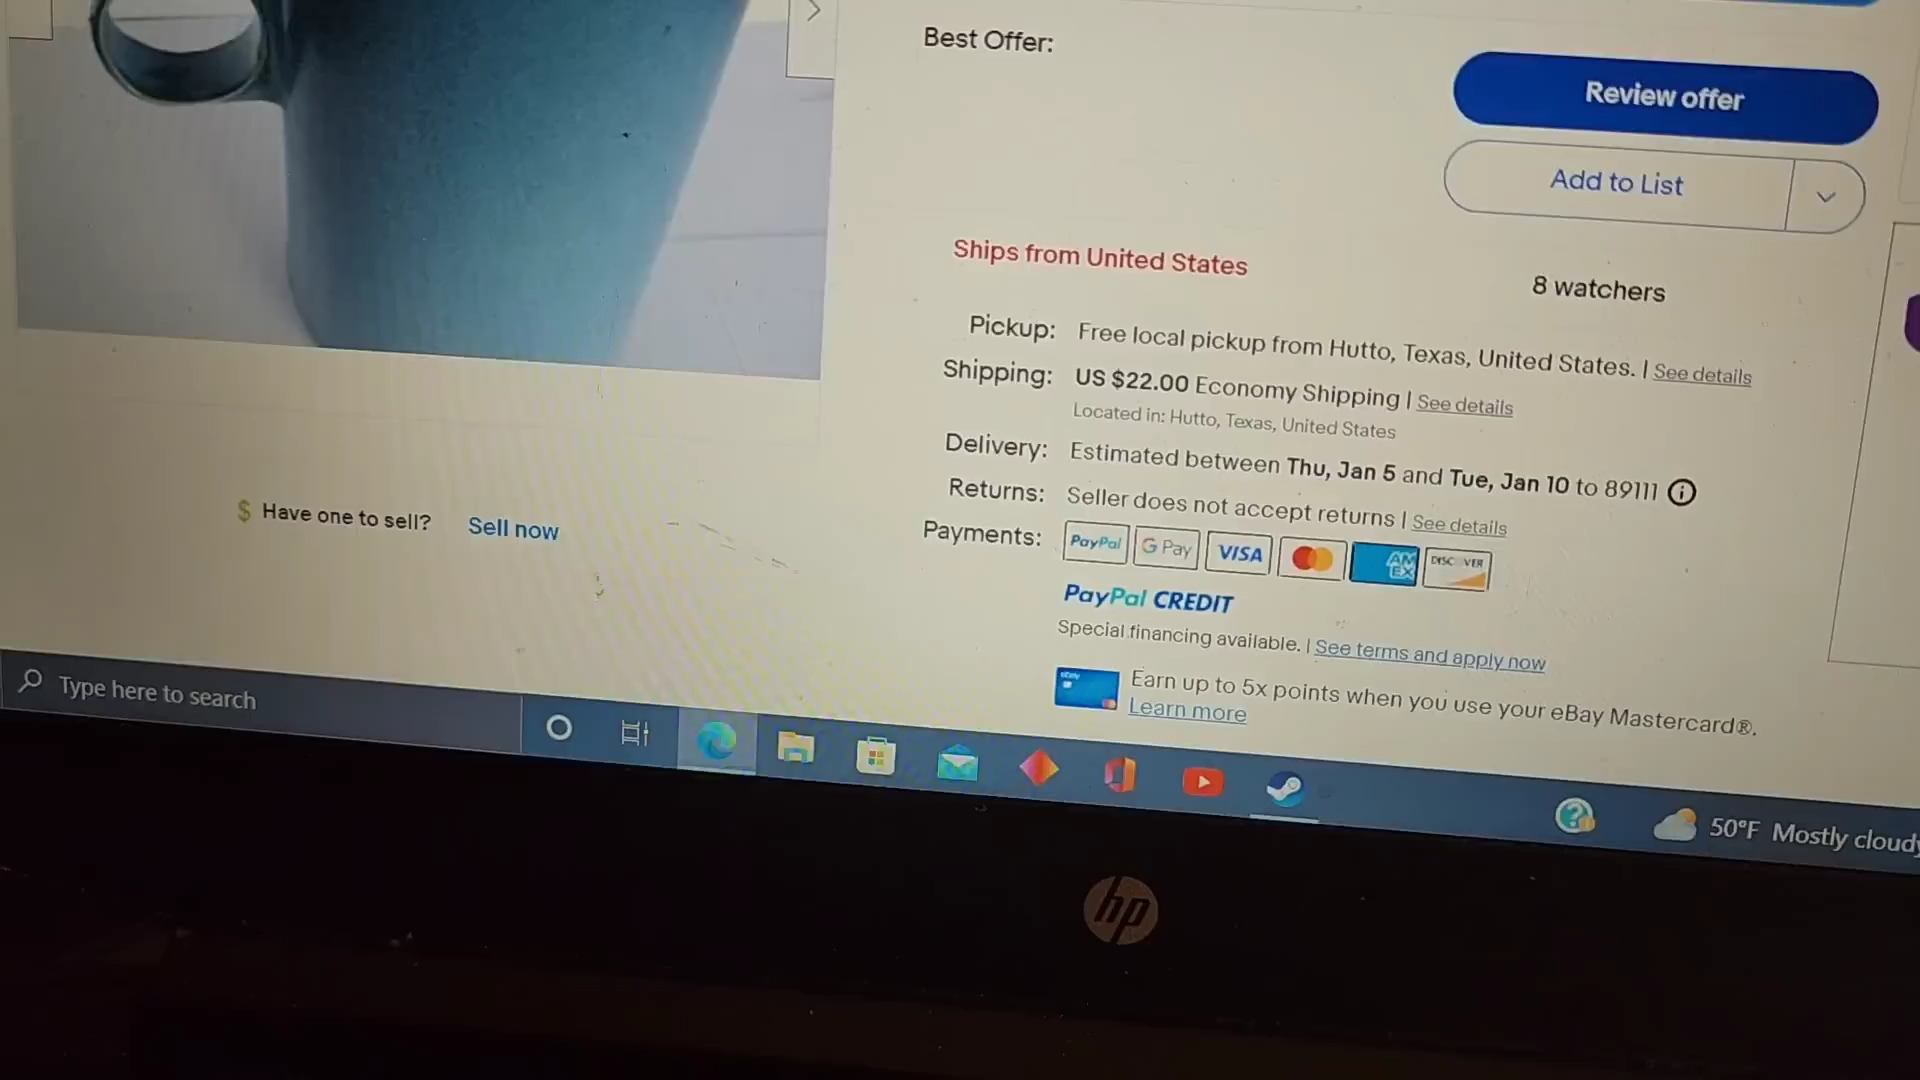 Best Offer:
Review offer
Add to List
Ships from United States
8 watchers
Pickup: Free local pickup from Hutto, Texas, United States. | See details
Shipping: US $22.00 Economy Shipping | See details
Located in: Hutto, Texas, United States
Delivery: Estimated between Thu, Jan 5 and Tue, Jan 10 to 89111
Returns: Seller does not accept returns | See details
Payments: PayPal G Pay VISA AM EX DISCOVER
PayPal CREDIT
Special financing available. | See terms and apply now
Earn up to 5x points when you use your eBay Mastercard®.
Learn more
$ Have one to sell? Sell now
Type here to search
50°F Mostly cloudy
hp